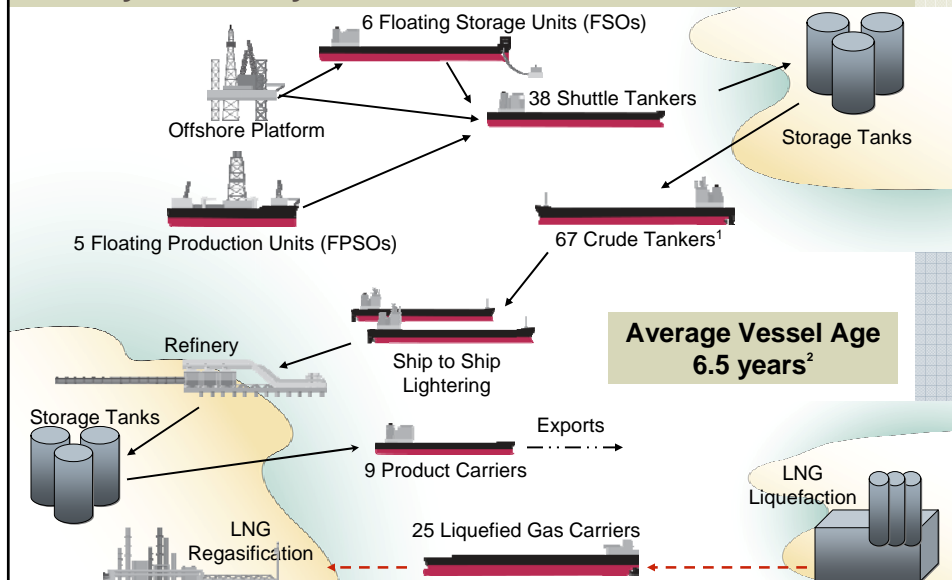 6 Floating Storage Units (FSOs)
38 Shuttle Tankers
Offshore Platform
Storage Tanks
5 Floating Production Units (FPSOs)
67 Crude Tankers¹
Average Vessel Age
6.5 years²
Refinery
Ship to Ship
Lightering
Storage Tanks
Exports
9 Product Carriers
LNG
Liquefaction
LNG
Regasification
25 Liquefied Gas Carriers